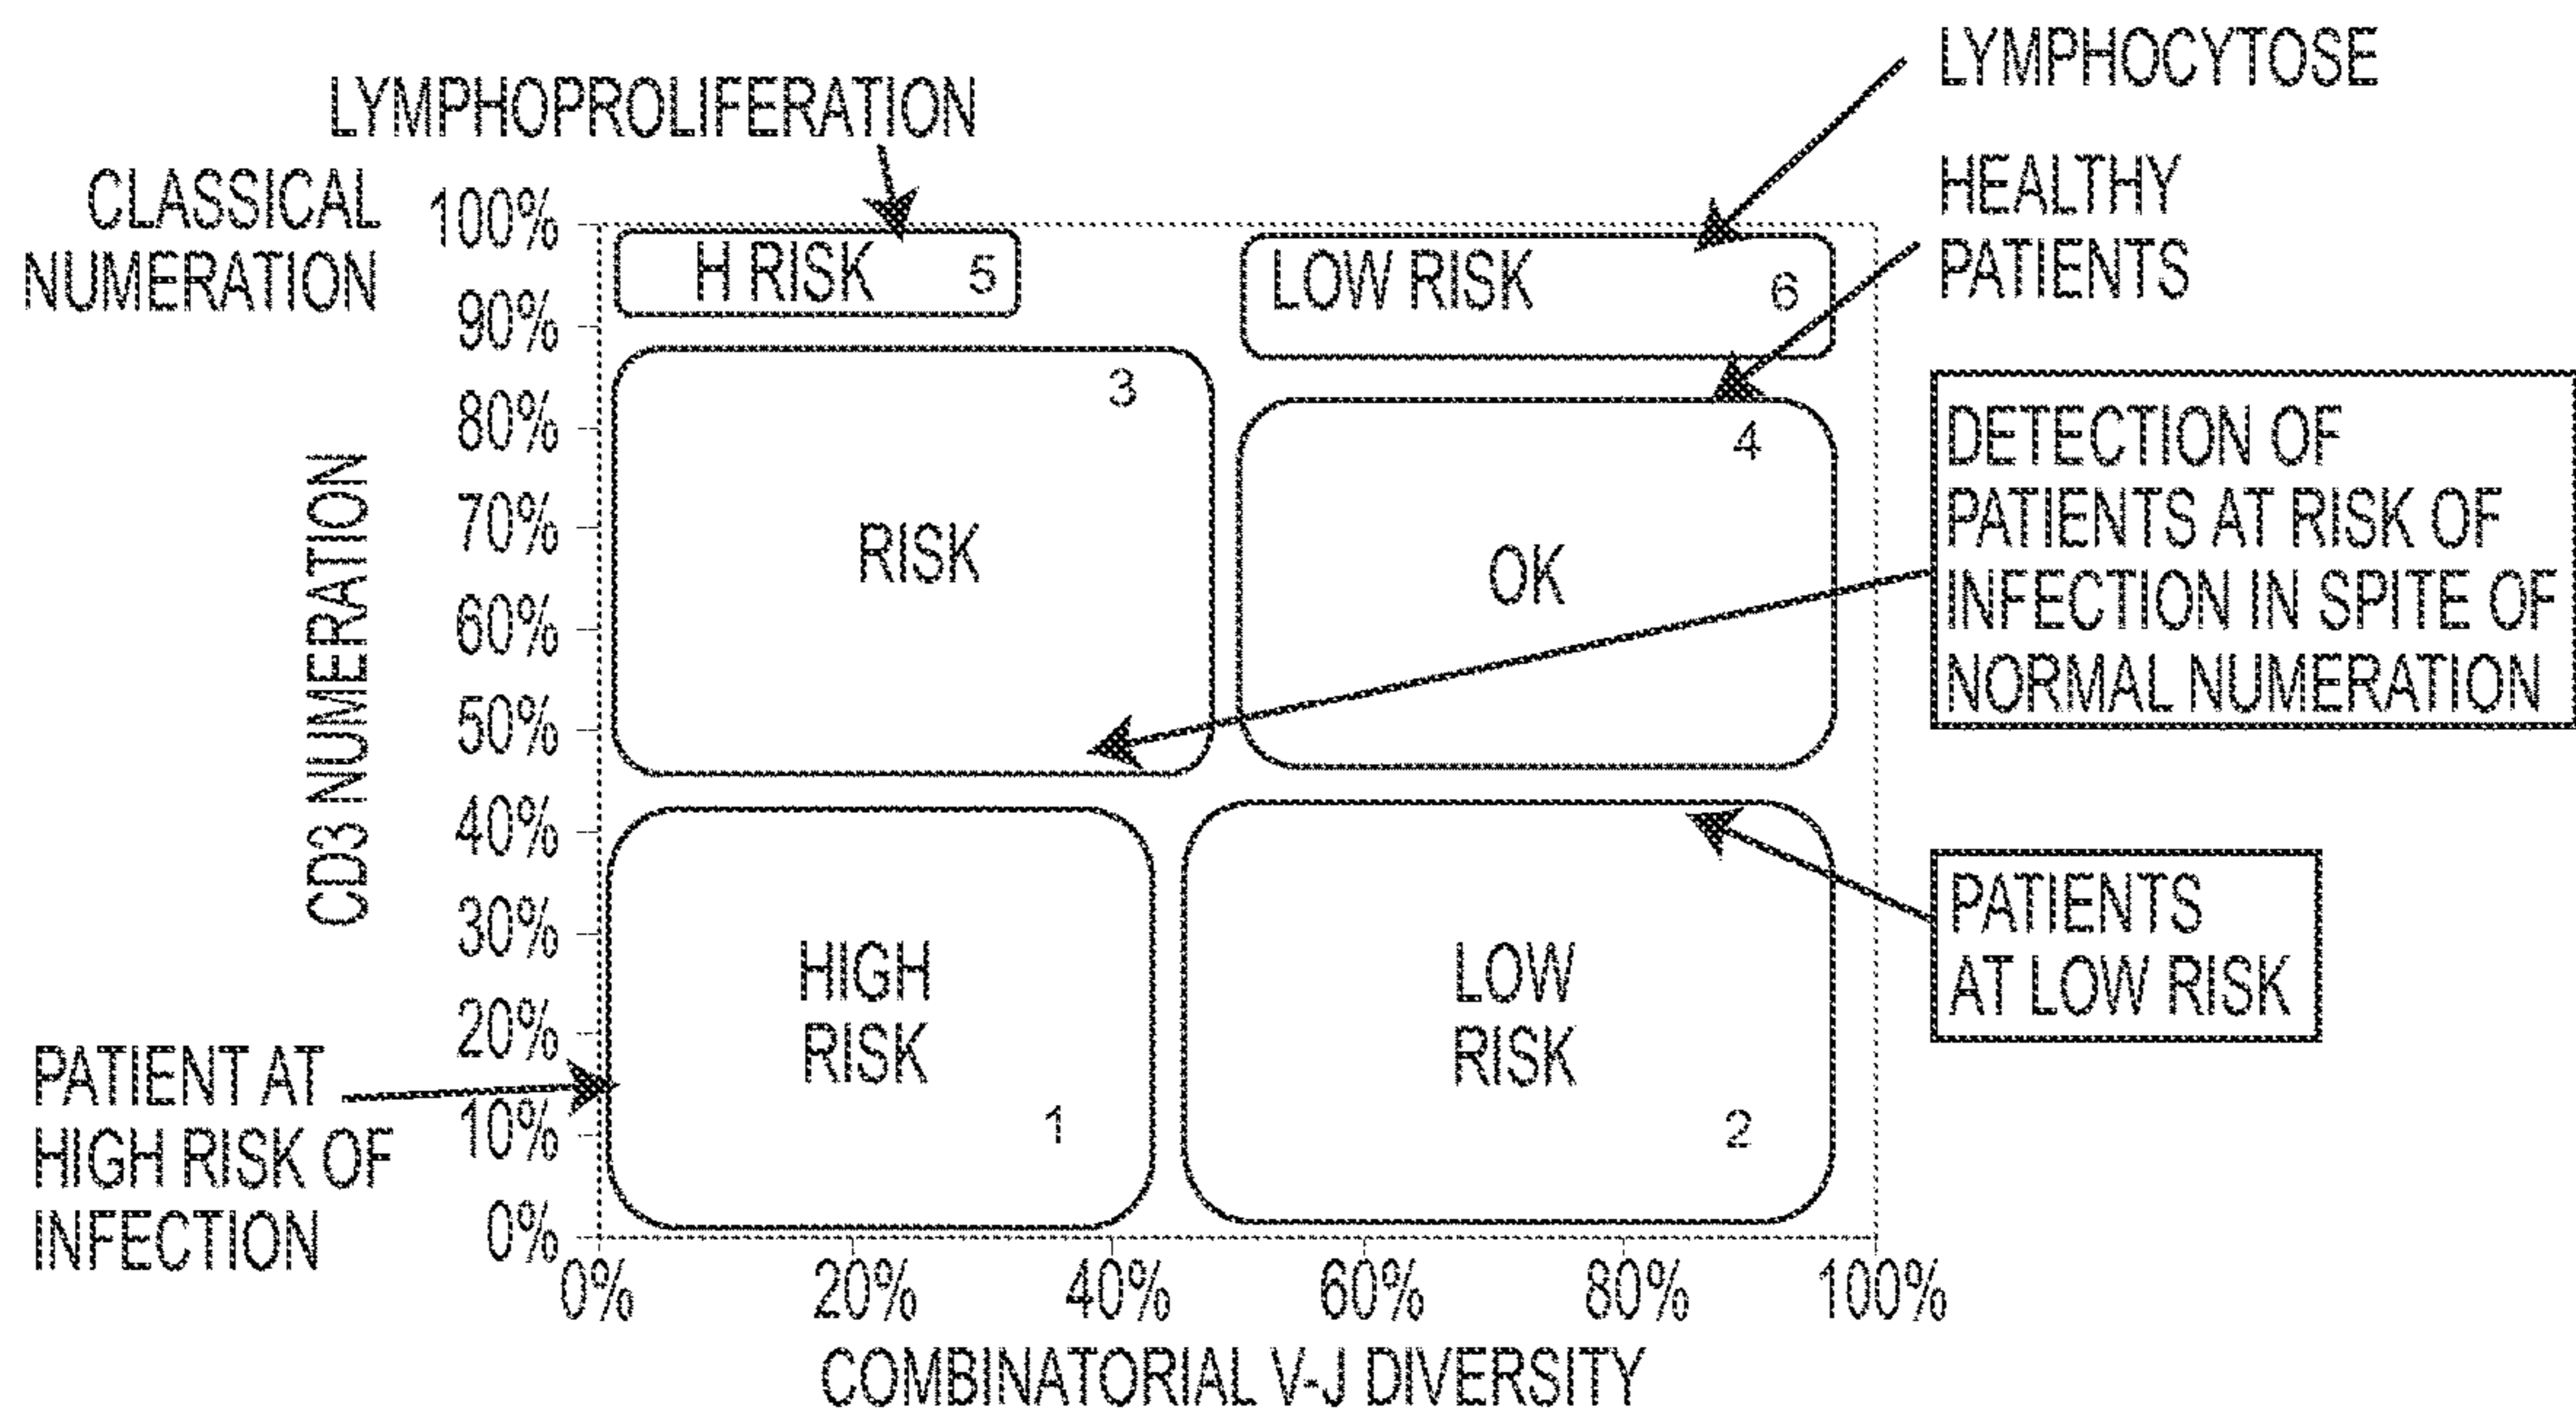 LYMPHOCYTOSE
LYMPHOPROLIFERATION
HEALTHY
PATIENTS
CLASSICAL
NUMERATION
100%
90%
80%
70%
60%
50%
40%
30%
20%
10%
0%
CD3 NUMERATION
H RISK 5
LOW RISK 6
3
RISK
4
OK
DETECTION OF
PATIENTS AT RISK OF
INFECTION IN SPITE OF
NORMAL NUMERATION
HIGH
RISK
1
LOW
RISK
2
PATIENTS
AT LOW RISK
PATIENT AT
HIGH RISK OF
INFECTION
0% 20% 40% 60% 80% 100%
COMBINATORIAL V-J DIVERSITY